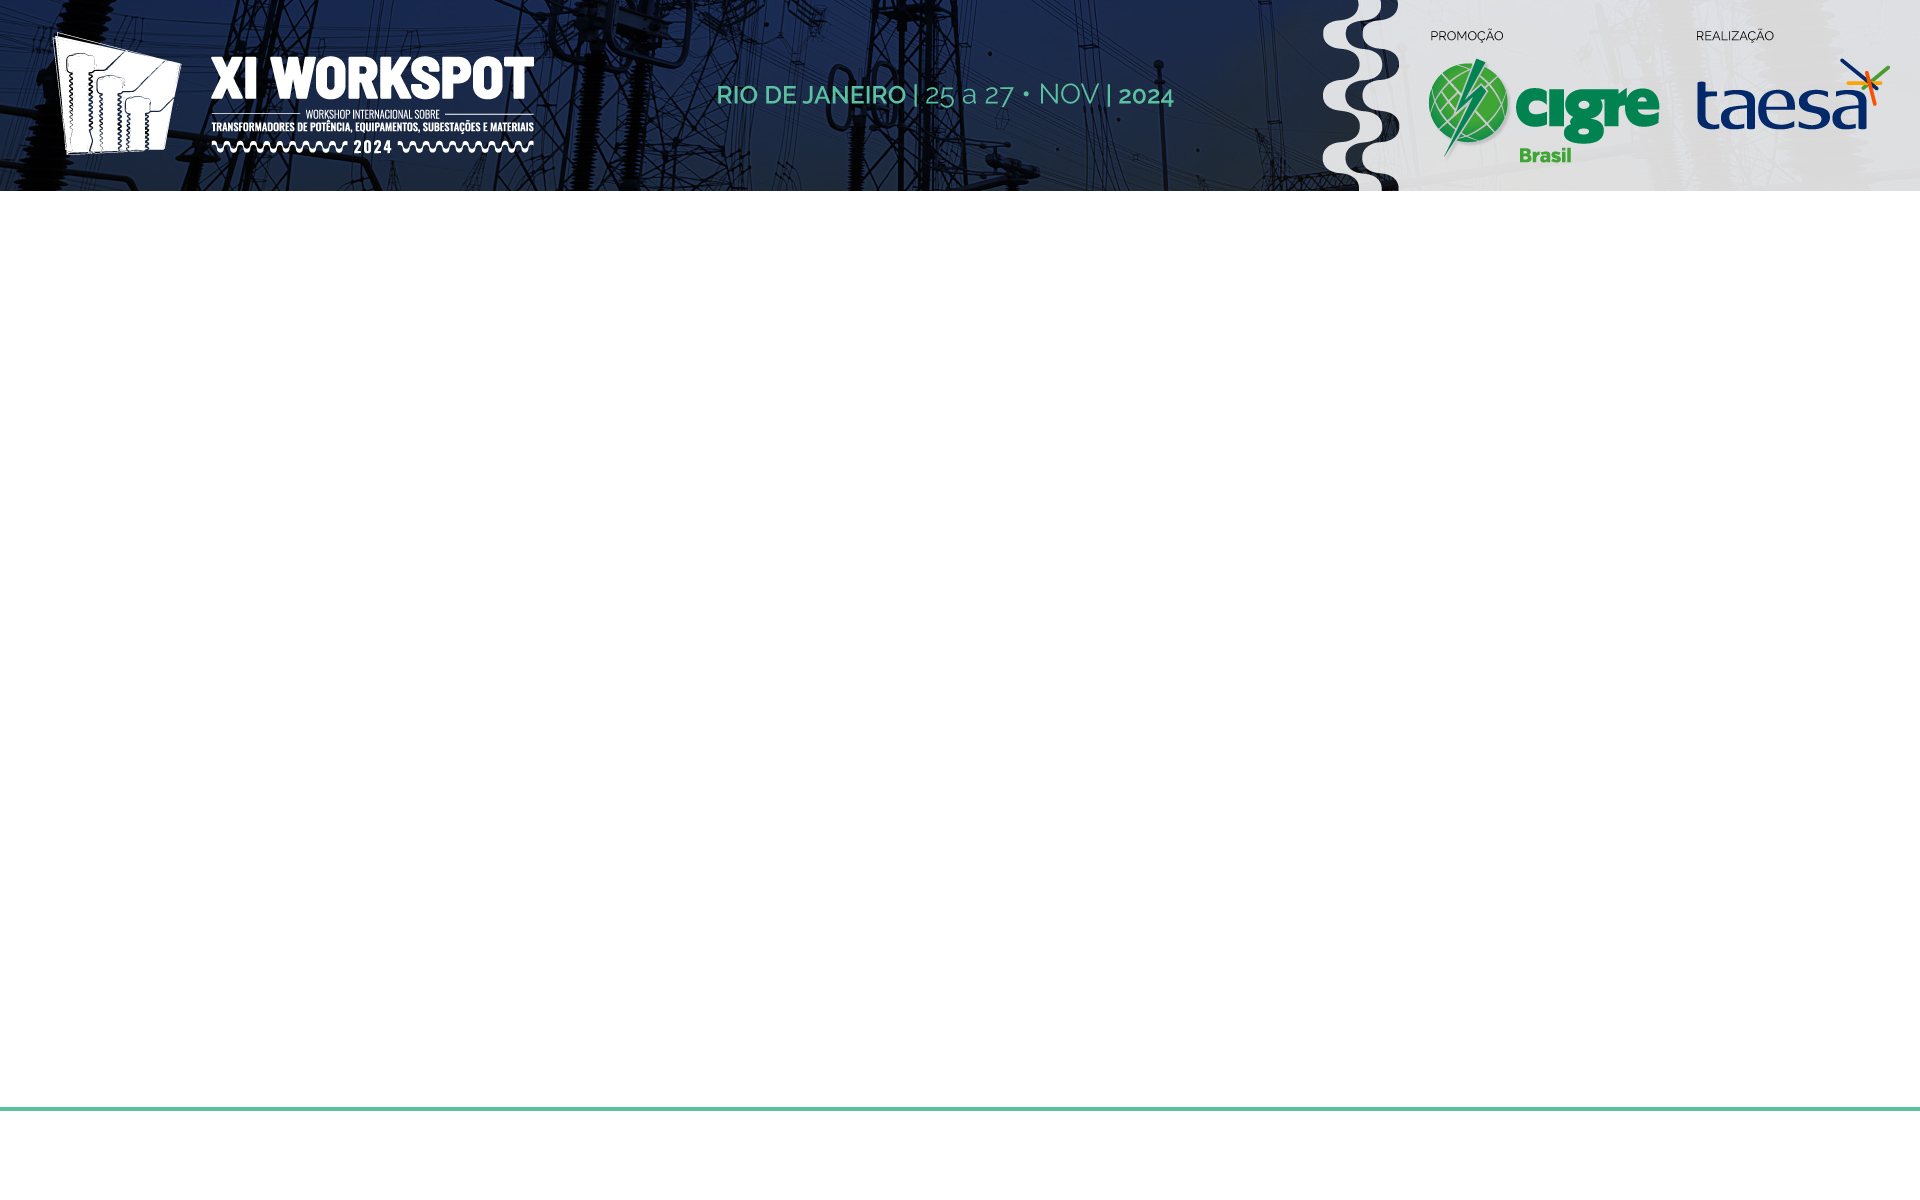 XI WORKSPOT
WORKSHOP INTERNACIONAL SOBRE
TRANSFORMADORES DE POTÊNCIA, EQUIPAMENTOS, SUBESTAÇÕES E MATERIAIS
2024
RIO DE JANEIRO | 25 a 27 • NOV | 2024
PROMOÇÃO
cigre
Brasil
REALIZAÇÃO
taesa